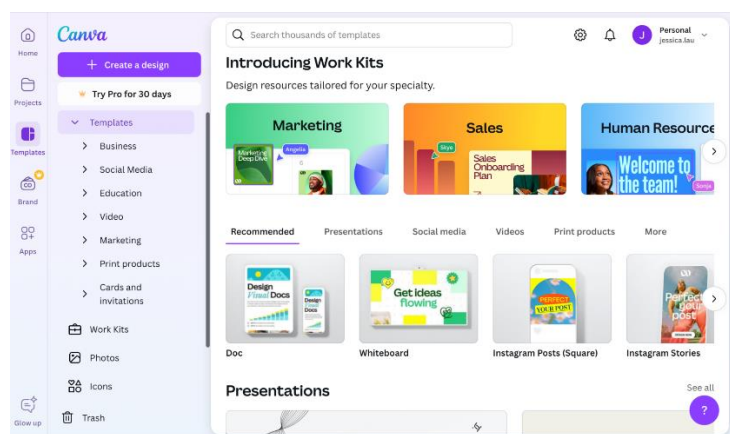 Home
Projects
Templates
Brand
Apps
Glow up
Canva
+ Create a design
Try Pro for 30 days
Templates
Business
Social Media
Education
Video
Marketing
Print products
Cards and
invitations
Work Kits
Photos
Icons
Trash
Search thousands of templates
J
Personal
jessica.lau
Introducing Work Kits
Design resources tailored for your specialty.
Marketing
Marketing
Deep Dive
Angelie
Sales
Skye
Sales
Onboarding
Plan
Human Resource
Welcome to
the team!
Sonja
Recommended
Presentations
Social media
Videos
Print products
More
Design
Visual Docs
Design
Visual
Docs
Doc
Get ideas
flowing
Whiteboard
PERFECT
YOUR POST
Instagram Posts (Square)
Perfect
your
post
Instagram Stories
Presentations
See all
?